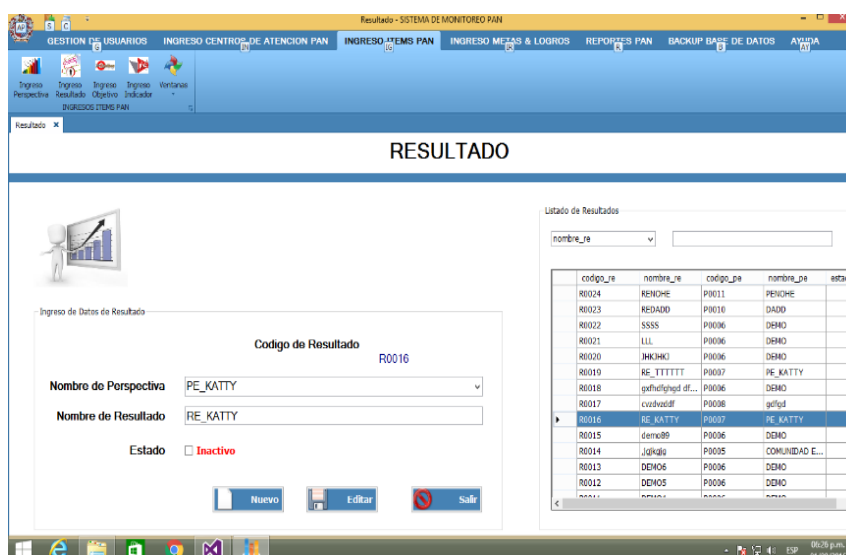 Resultado - SISTEMA DE MONITOREO PAN
S C
GESTION DE USUARIOS INGRESO CENTROS DE ATENCION PAN INGRESO ITEMS PAN INGRESO METAS & LOGROS REPORTES PAN BACKUP BASE DE DATOS AYUDA
Ingreso Perspectiva
Ingreso Resultado
Ingreso Objetivo
Ingreso Indicador
Ventanas
INGRESOS ITEMS PAN
Resultado
RESULTADO
Listado de Resultados
nombre_re
codigo_re nombre_re codigo_pe nombre_pe
R0024 RENOHE P0011 PENOHE
R0023 REDADD P0010 DADD
R0022 SSSS P0006 DEMO
R0021 LLL P0006 DEMO
R0020 JHKJHKJ P0006 DEMO
R0019 RE_TTTTTT P0007 PE_KATTY
R0018 P0006 DEMO
R0017 P0008 gdfgd
R0016 RE_KATTY P0007 PE_KATTY
R0015 demo89 P0006 DEMO
R0014 P0005 COMUNIDAD E...
R0013 DEMO6 P0006 DEMO
R0012 DEMO5 P0006 DEMO
Ingreso de Datos de Resultado
Codigo de Resultado
R0016
Nombre de Perspectiva PE_KATTY
Nombre de Resultado RE_KATTY
Estado Inactivo
Nuevo Editar Salir
ESP 06:26 p.m.